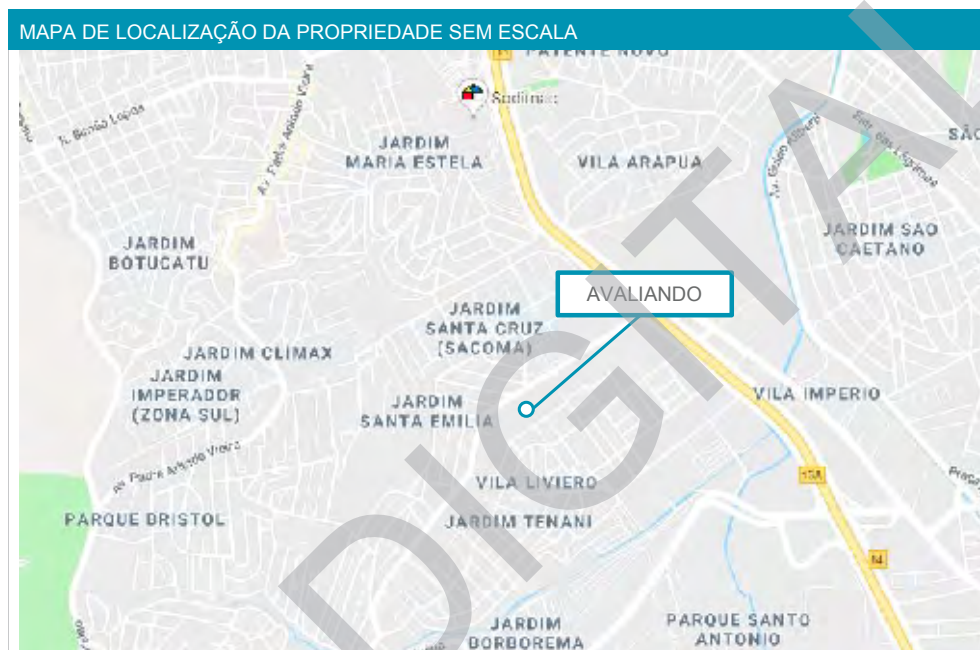 MAPA DE LOCALIZAÇÃO DA PROPRIEDADE SEM ESCALA
PATENTE NOVO
Sodimac
JARDIM
MARIA ESTELA
VILA ARAPUA
JARDIM SAO
CAETANO
JARDIM
BOTUCATU
AVALIANDO
JARDIM
SANTA CRUZ
(SACOMA)
JARDIM CLIMAX
JARDIM
IMPERADOR
(ZONA SUL)
JARDIM
SANTA EMILIA
VILA IMPERIO
Vieira
VILA LIVIERO
PARQUE BRISTOL
JARDIM TENANI
JARDIM
BORBOREMA
PARQUE SANTO
ANTONIO
DIGITAL